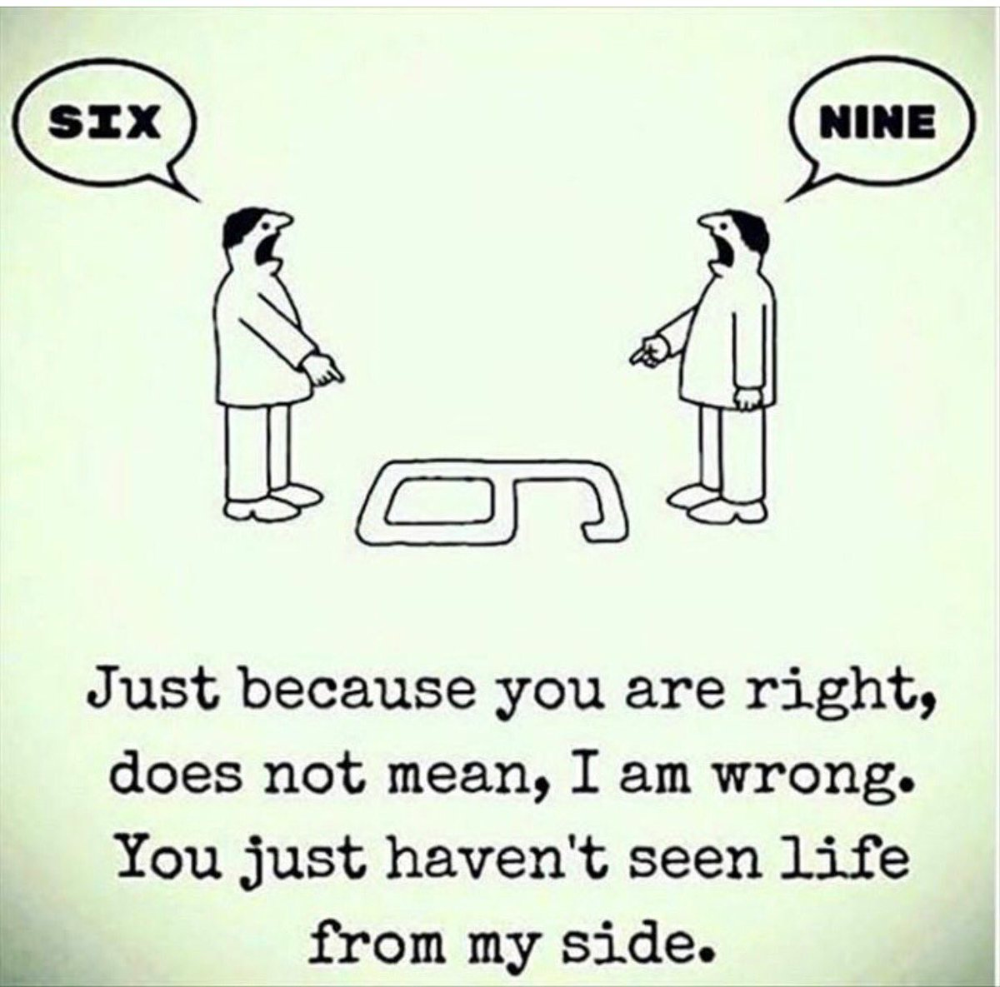 SIX
NINE
Just because you are right,
does not mean, I am wrong.
You just haven't seen life
from my side.